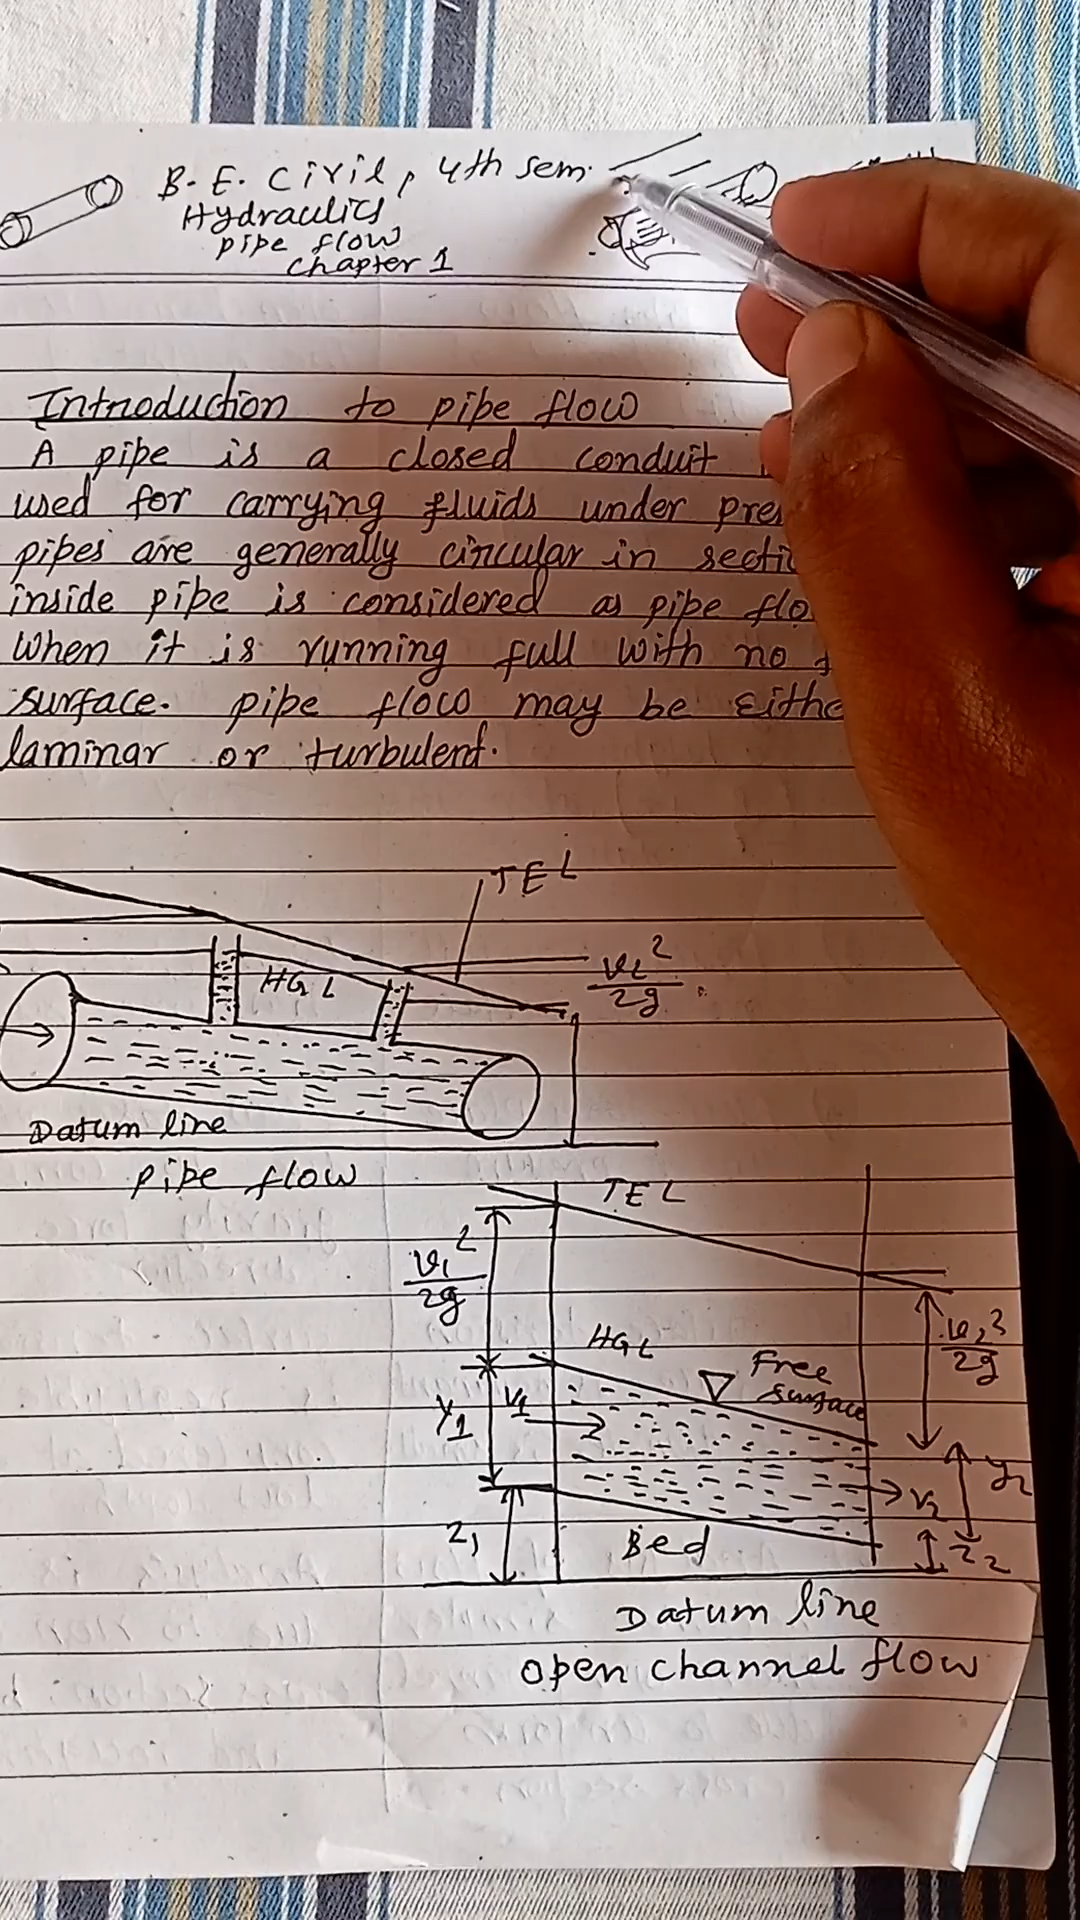 B.E. Civil, 4th sem.
Hydraulics
pipe flow
chapter 1
Introduction to pipe flow
A pipe is a closed conduit
used for carrying fluids under
pipes are generally circular in
inside pipe is considered as pipe
When it is running full with no
surface. pipe flow may be
laminar or turbulent.
TEL
HGL
V₂²/2g
Datum line
pipe flow
TEL
V₁²/2g
HGL
V₂²/2g
Free
surface
y₁
V₁
y₂
V₂
Z₁
Bed
Z₂
Datum line
open channel flow